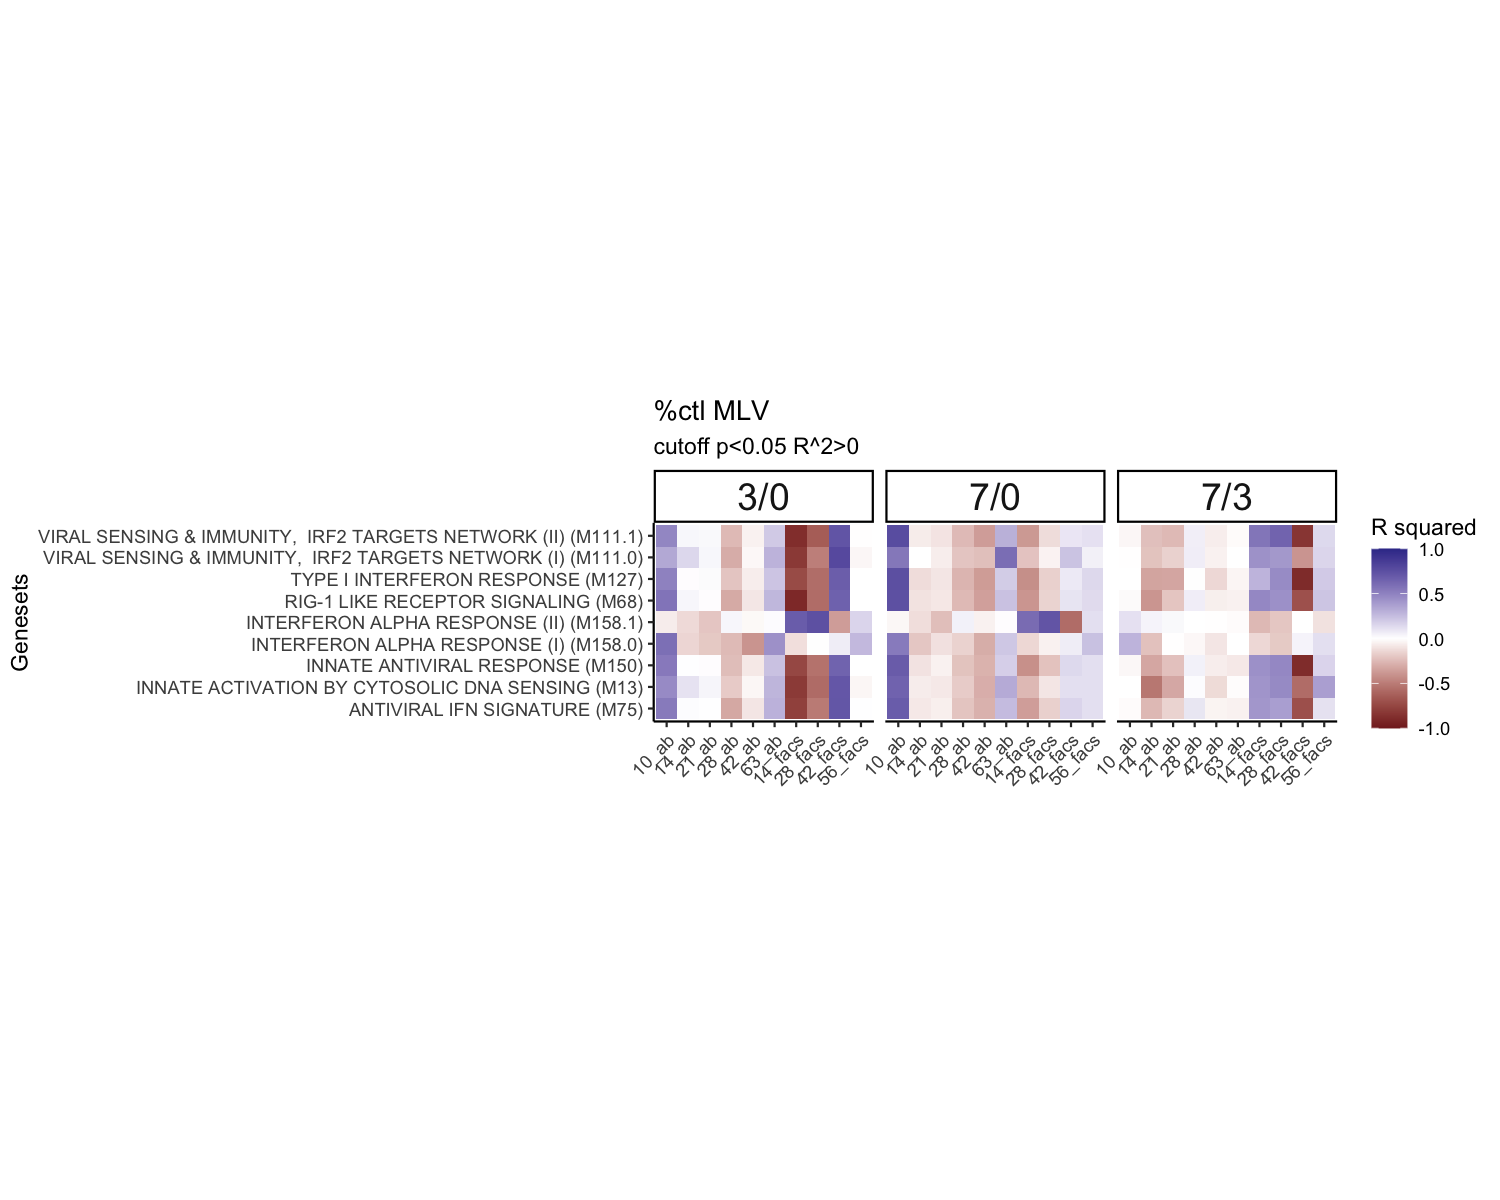 %ctl MLV
cutoff p<0.05 R^2>0
3/0 7/0 7/3
Genesets
VIRAL SENSING & IMMUNITY,  IRF2 TARGETS NETWORK (II) (M111.1)
VIRAL SENSING & IMMUNITY,  IRF2 TARGETS NETWORK (I) (M111.0)
TYPE I INTERFERON RESPONSE (M127)
RIG-1 LIKE RECEPTOR SIGNALING (M68)
INTERFERON ALPHA RESPONSE (II) (M158.1)
INTERFERON ALPHA RESPONSE (I) (M158.0)
INNATE ANTIVIRAL RESPONSE (M150)
INNATE ACTIVATION BY CYTOSOLIC DNA SENSING (M13)
ANTIVIRAL IFN SIGNATURE (M75)
10_ab 14_ab 21_ab 28_ab 42_ab 63_ab 14_facs 28_facs 42_facs 56_facs
10_ab 14_ab 21_ab 28_ab 42_ab 63_ab 14_facs 28_facs 42_facs 56_facs
10_ab 14_ab 21_ab 28_ab 42_ab 63_ab 14_facs 28_facs 42_facs 56_facs
R squared
1.0
0.5
0.0
-0.5
-1.0